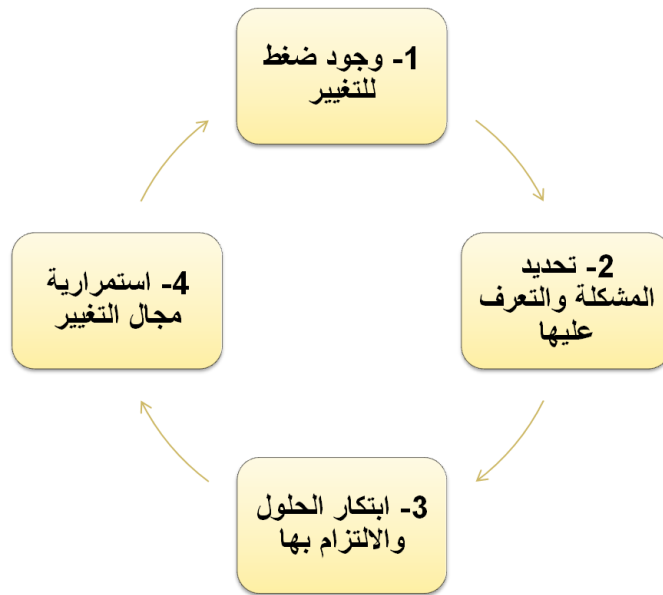 1- وجود ضغط
للتغيير
2- تحديد
المشكلة والتعرف
عليها
3- ابتكار الحلول
والالتزام بها
4- استمرارية
مجال التغيير